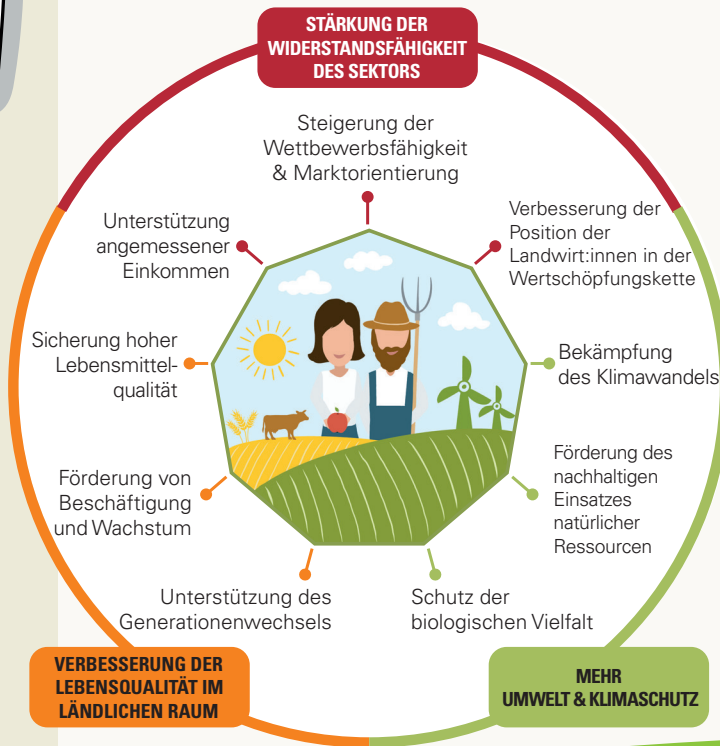 STÄRKUNG DER
WIDERSTANDSFÄHIGKEIT
DES SEKTORS
Steigerung der
Wettbewerbsfähigkeit
& Marktorientierung
Unterstützung
angemessener
Einkommen
Verbesserung der
Position der
Landwirt:innen in der
Wertschöpfungskette
Sicherung hoher
Lebensmittel-
qualität
Bekämpfung
des Klimawandels
Förderung von
Beschäftigung
und Wachstum
Förderung des
nachhaltigen
Einsatzes
natürlicher
Ressourcen
Unterstützung des
Generationenwechsels
Schutz der
biologischen Vielfalt
VERBESSERUNG DER
LEBENSQUALITÄT IM
LÄNDLICHEN RAUM
MEHR
UMWELT & KLIMASCHUTZ